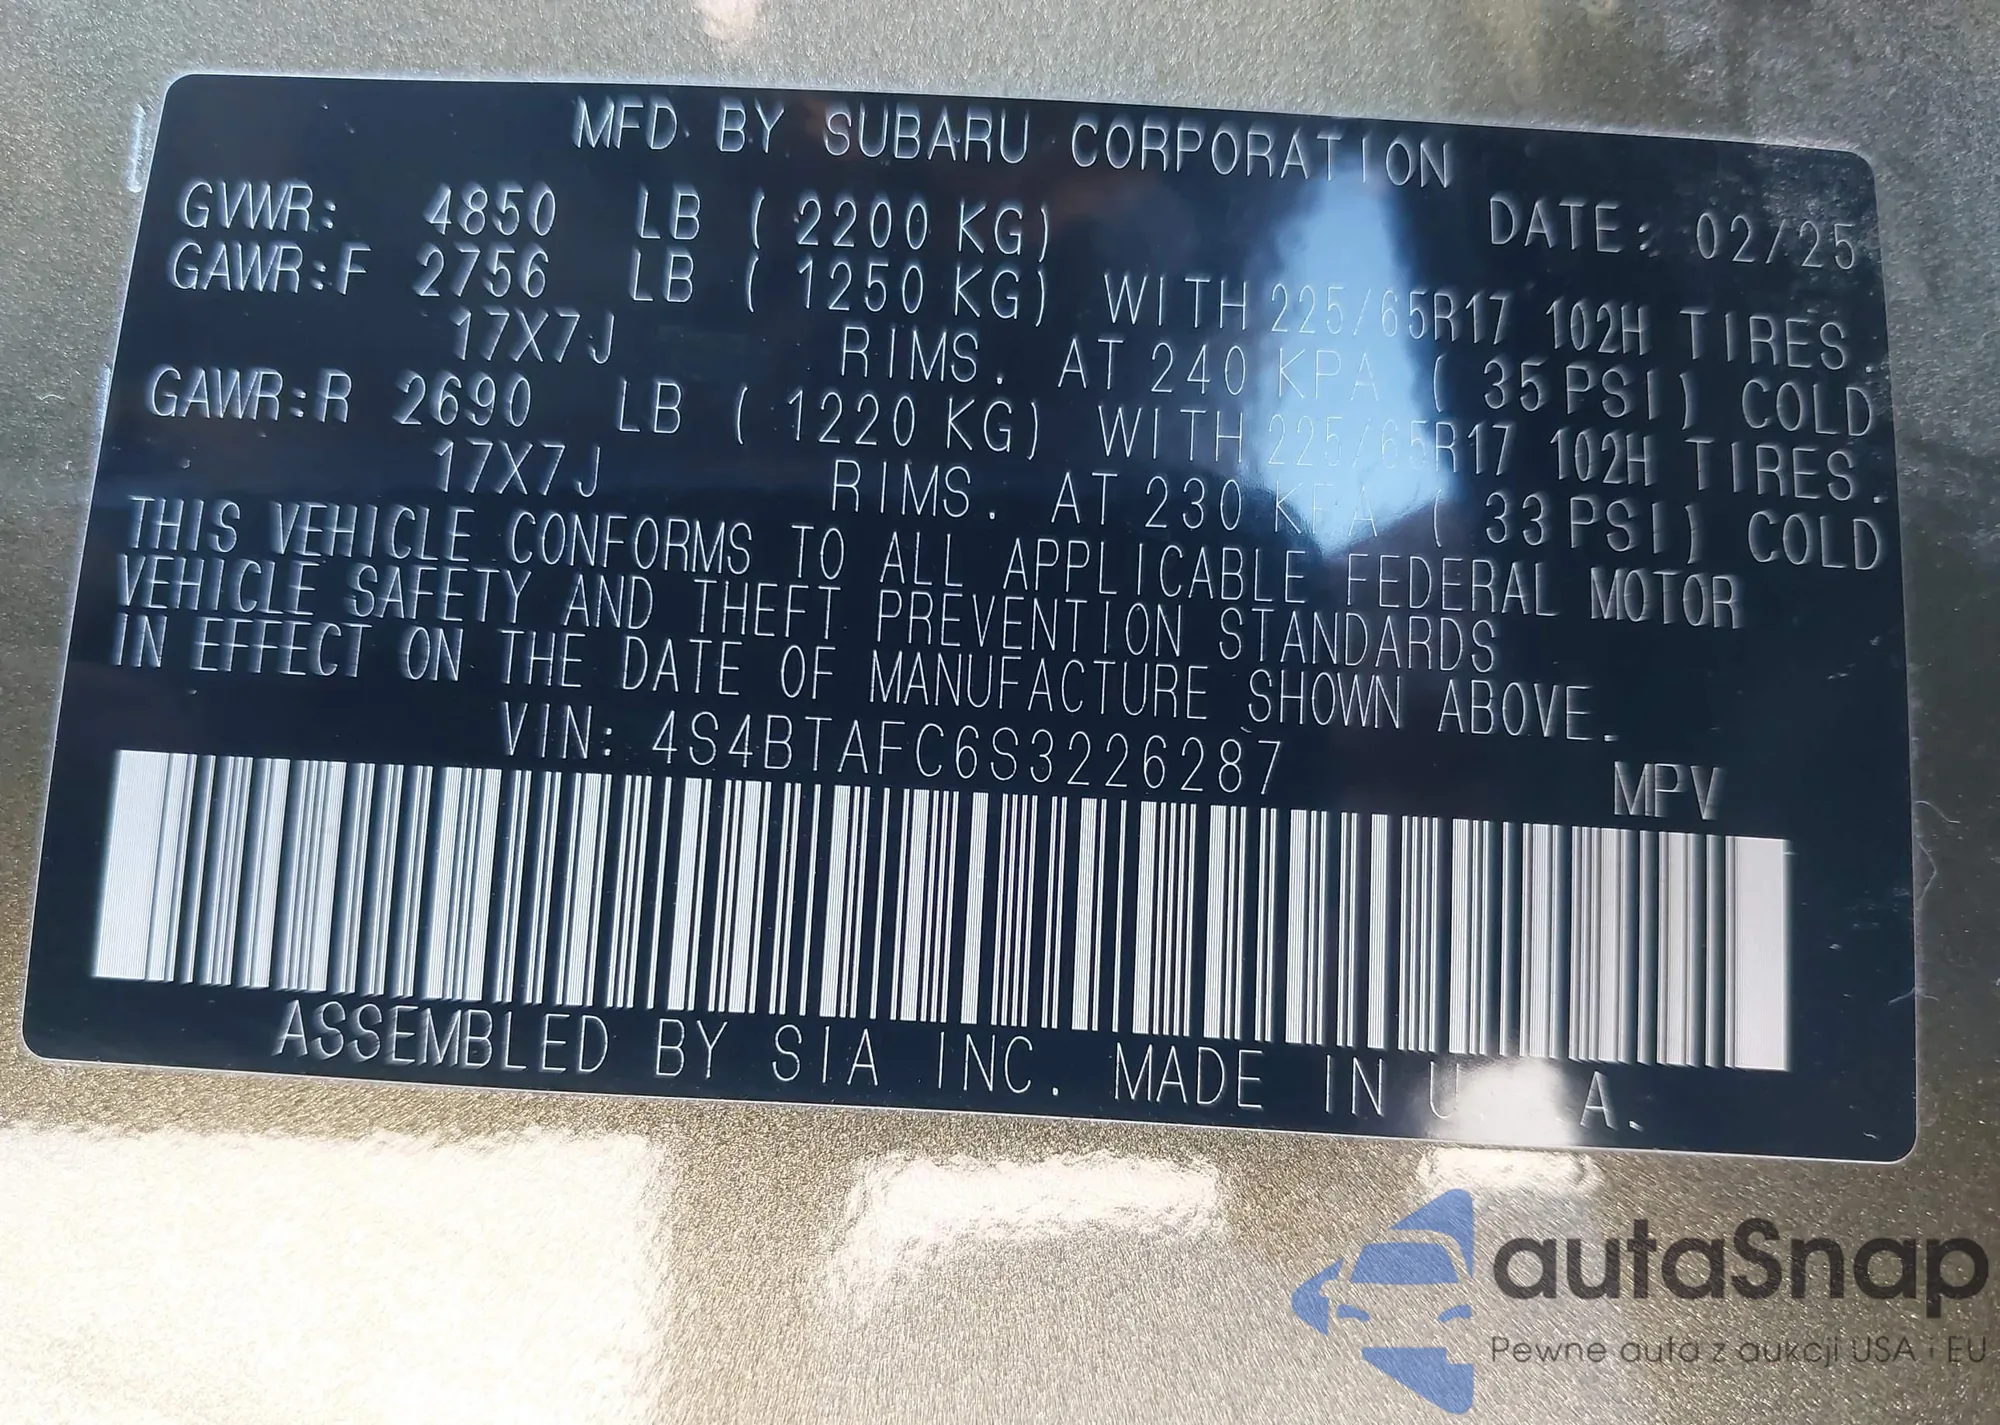 MFD BY SUBARU CORPORATION
GVWR: 4850 LB ( 2200 KG) DATE: 02/25
GAWR:F 2756 LB ( 1250 KG) WITH 225/65R17 102H TIRES.
17X7J RIMS. AT 240 KPA ( 35PSI) COLD
GAWR:R 2690 LB ( 1220 KG) WITH 225/65R17 102H TIRES.
17X7J RIMS. AT 230 KPA ( 33PSI) COLD
THIS VEHICLE CONFORMS TO ALL APPLICABLE FEDERAL MOTOR
VEHICLE SAFETY AND THEFT PREVENTION STANDARDS
IN EFFECT ON THE DATE OF MANUFACTURE SHOWN ABOVE.
VIN: 4S4BTAFC6S3226287 MPV
ASSEMBLED BY SIA INC. MADE IN U.S.A.
autaSnap
Pewne auta z aukcji USA i EU